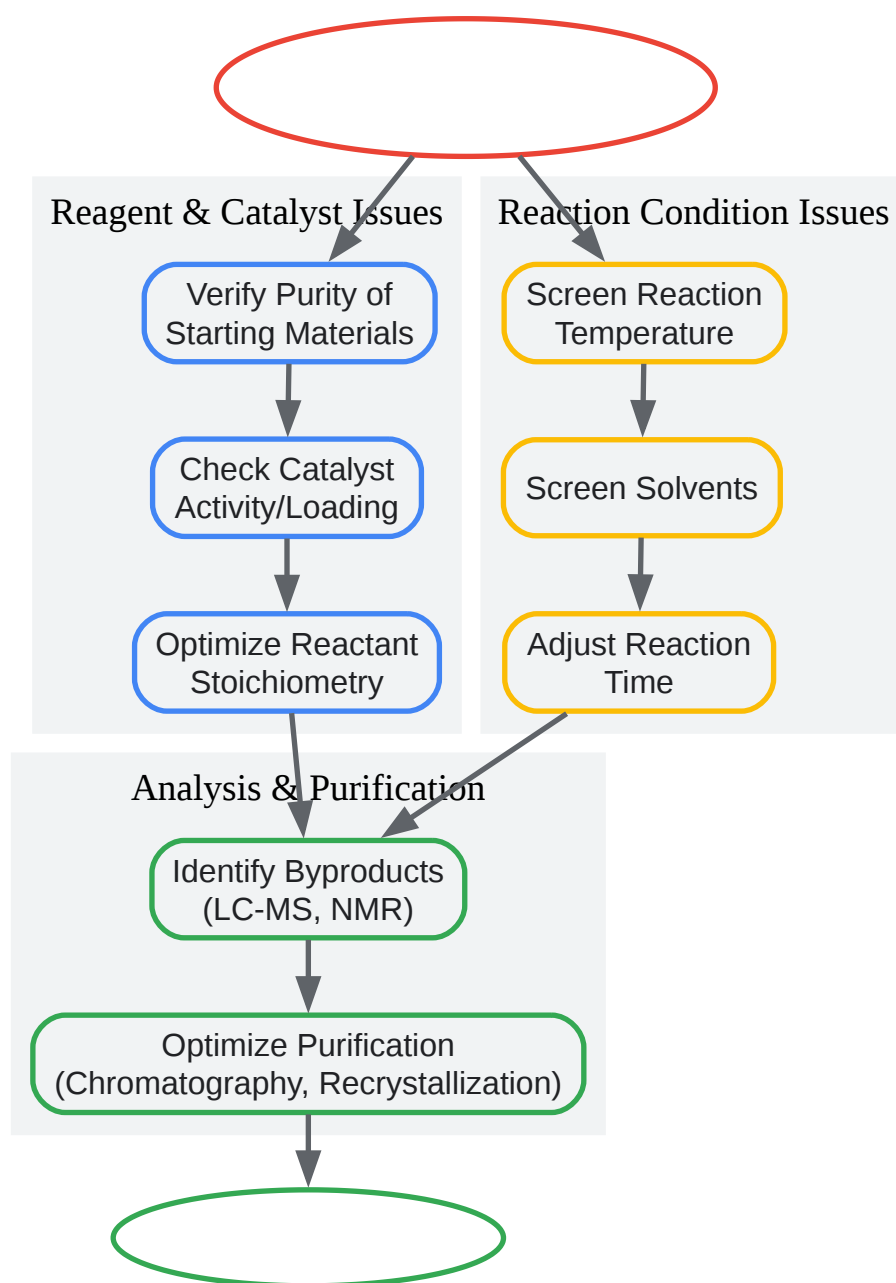 Reagent & Catalyst Issues
Verify Purity of
Starting Materials
Check Catalyst
Activity/Loading
Optimize Reactant
Stoichiometry
Reaction Condition Issues
Screen Reaction
Temperature
Screen Solvents
Adjust Reaction
Time
Analysis & Purification
Identify Byproducts
(LC-MS, NMR)
Optimize Purification
(Chromatography, Recrystallization)